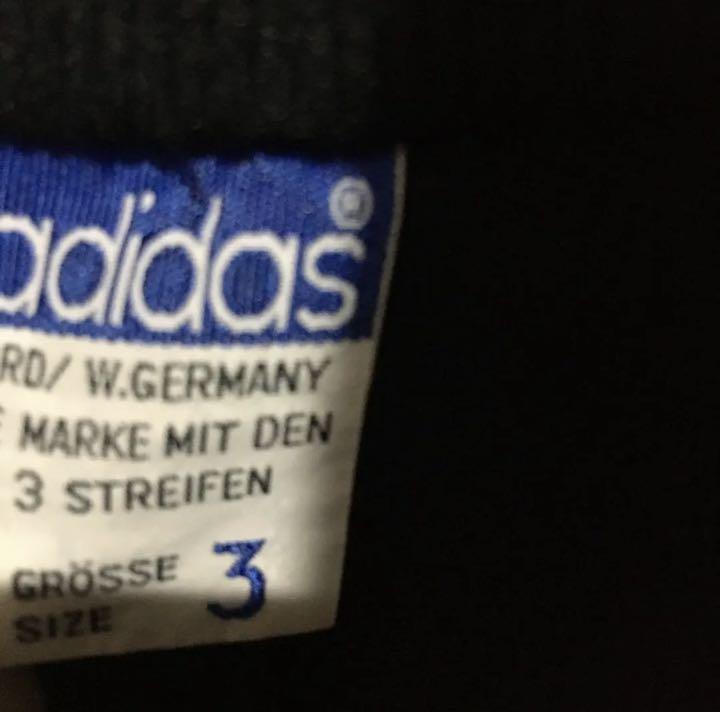 adidas®
RD/ W.GERMANY
E MARKE MIT DEN
3 STREIFEN
GRÖSSE 3
SIZE